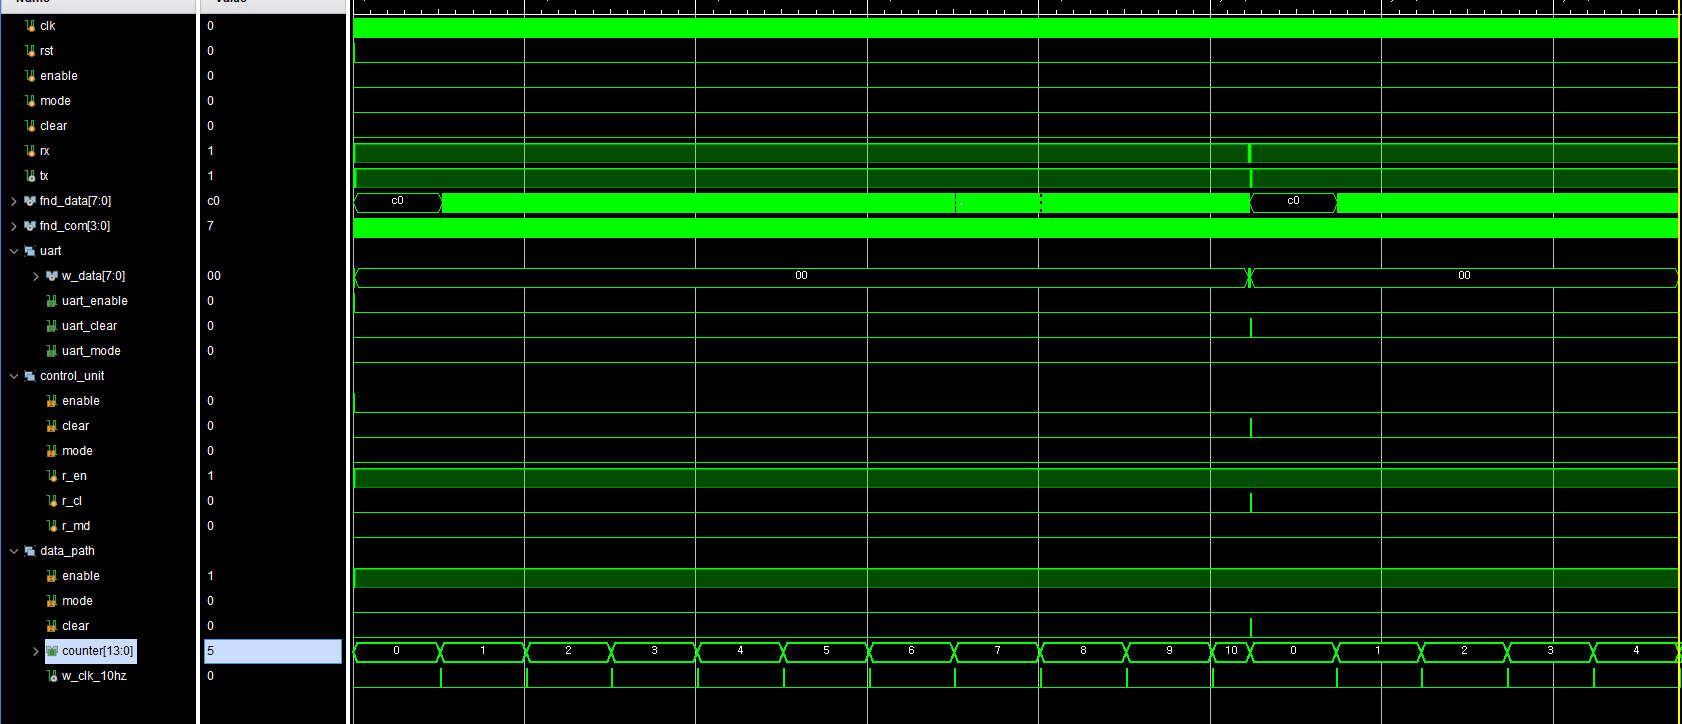 Name Value
clk 0
rst 0
enable 0
mode 0
clear 0
rx 1
tx 1
fnd_data[7:0] c0 c0 c0
fnd_com[3:0] 7
uart
w_data[7:0] 00 00 00
uart_enable 0
uart_clear 0
uart_mode 0
control_unit
enable 0
clear 0
mode 0
r_en 1
r_cl 0
r_md 0
data_path
enable 1
mode 0
clear 0
counter[13:0] 5 0 1 2 3 4 5 6 7 8 9 10 0 1 2 3 4
w_clk_10hz 0